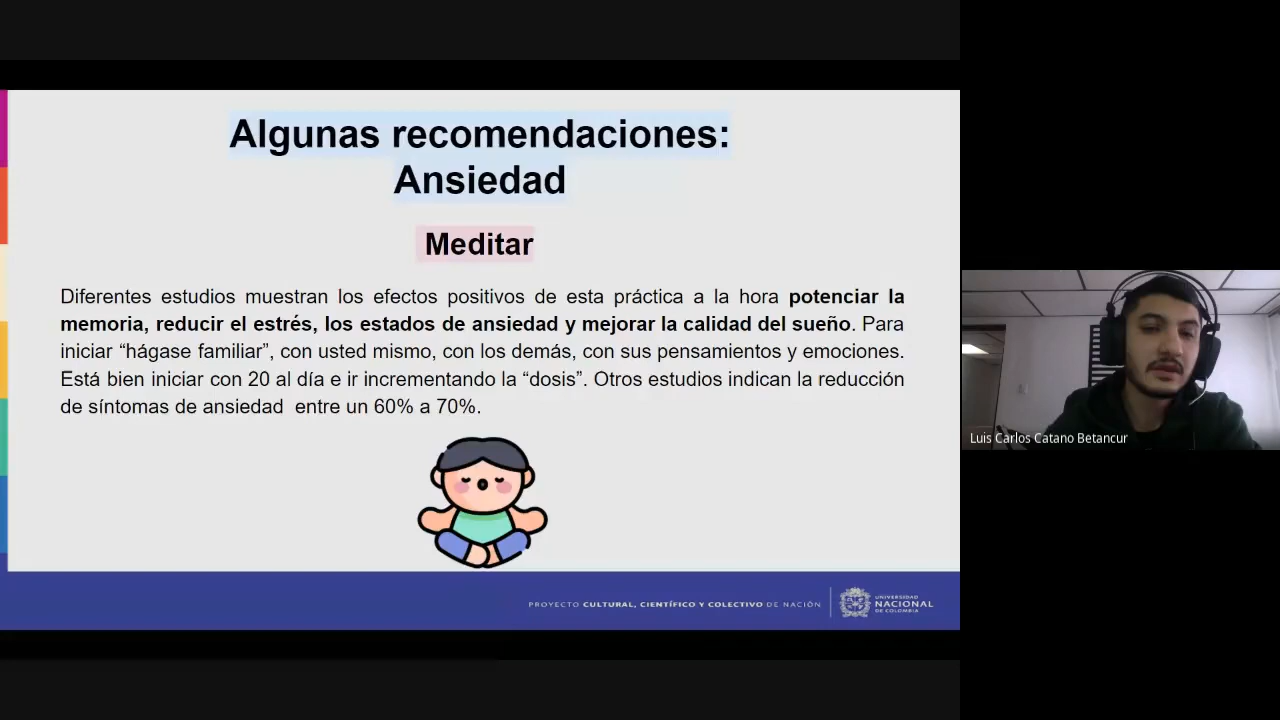 Algunas recomendaciones:
Ansiedad
Meditar
Diferentes estudios muestran los efectos positivos de esta práctica a la hora potenciar la
memoria, reducir el estrés, los estados de ansiedad y mejorar la calidad del sueño. Para
iniciar “hágase familiar”, con usted mismo, con los demás, con sus pensamientos y emociones.
Está bien iniciar con 20 al día e ir incrementando la “dosis”. Otros estudios indican la reducción
de síntomas de ansiedad  entre un 60% a 70%.
Luis Carlos Catano Betancur
PROYECTO CULTURAL, CIENTÍFICO Y COLECTIVO DE NACIÓN
UNIVERSIDAD
NACIONAL
DE COLOMBIA